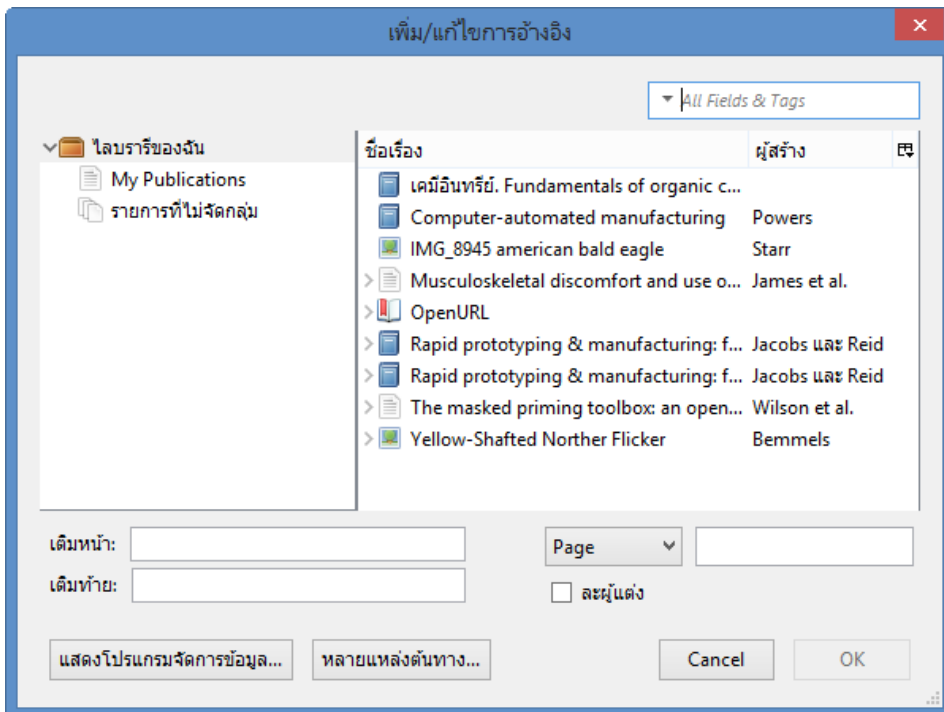 เพิ่ม/แก้ไขการอ้างอิง
All Fields & Tags
ไลบรารีของฉัน
My Publications
รายการที่ไม่จัดกลุ่ม
ชื่อเรื่อง ผู้สร้าง
เคมีอินทรีย์. Fundamentals of organic c...
Computer-automated manufacturing Powers
IMG_8945 american bald eagle Starr
Musculoskeletal discomfort and use o... James et al.
OpenURL
Rapid prototyping & manufacturing: f... Jacobs และ Reid
Rapid prototyping & manufacturing: f... Jacobs และ Reid
The masked priming toolbox: an open... Wilson et al.
Yellow-Shafted Norther Flicker Bemmels
เติมหน้า: Page
เติมท้าย: ละผู้แต่ง
แสดงโปรแกรมจัดการข้อมูล... หลายแหล่งต้นทาง... Cancel OK